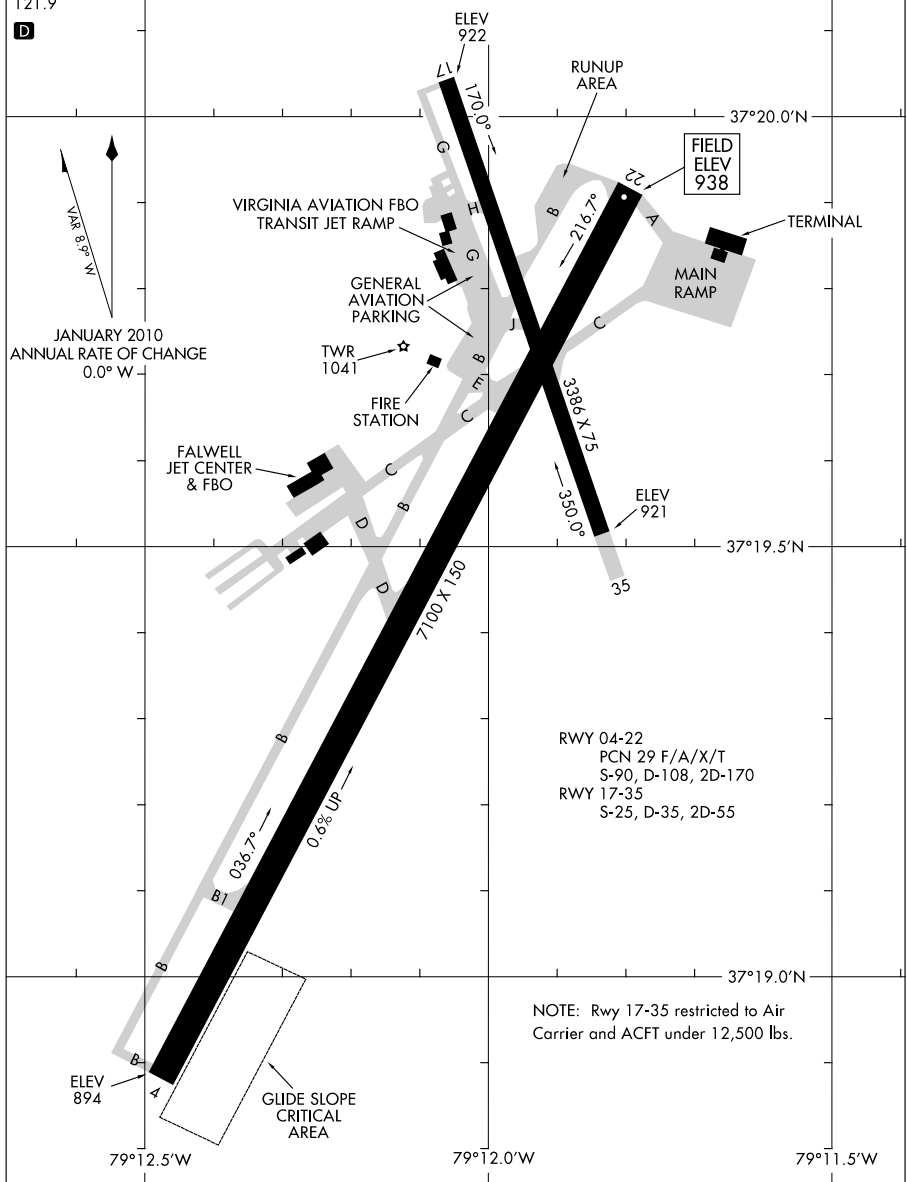 121.9
D
ELEV
922
17
170.0°
RUNUP
AREA
37°20.0'N
FIELD
ELEV
938
22
G
VAR 8.9° W
VIRGINIA AVIATION FBO
TRANSIT JET RAMP
H
B
216.7°
A
TERMINAL
G
MAIN
RAMP
GENERAL
AVIATION
PARKING
JANUARY 2010
ANNUAL RATE OF CHANGE
0.0° W
TWR
1041
J
C
B
E
FIRE
STATION
C
3386 X 75
FALWELL
JET CENTER
& FBO
C
B
D
350.0°
ELEV
921
37°19.5'N
D
35
7100 X 150
B
RWY 04-22
PCN 29 F/A/X/T
S-90, D-108, 2D-170
RWY 17-35
S-25, D-35, 2D-55
036.7°
0.6% UP
B1
B
37°19.0'N
NOTE: Rwy 17-35 restricted to Air
Carrier and ACFT under 12,500 lbs.
B
ELEV
894
4
GLIDE SLOPE
CRITICAL
AREA
79°12.5'W
79°12.0'W
79°11.5'W